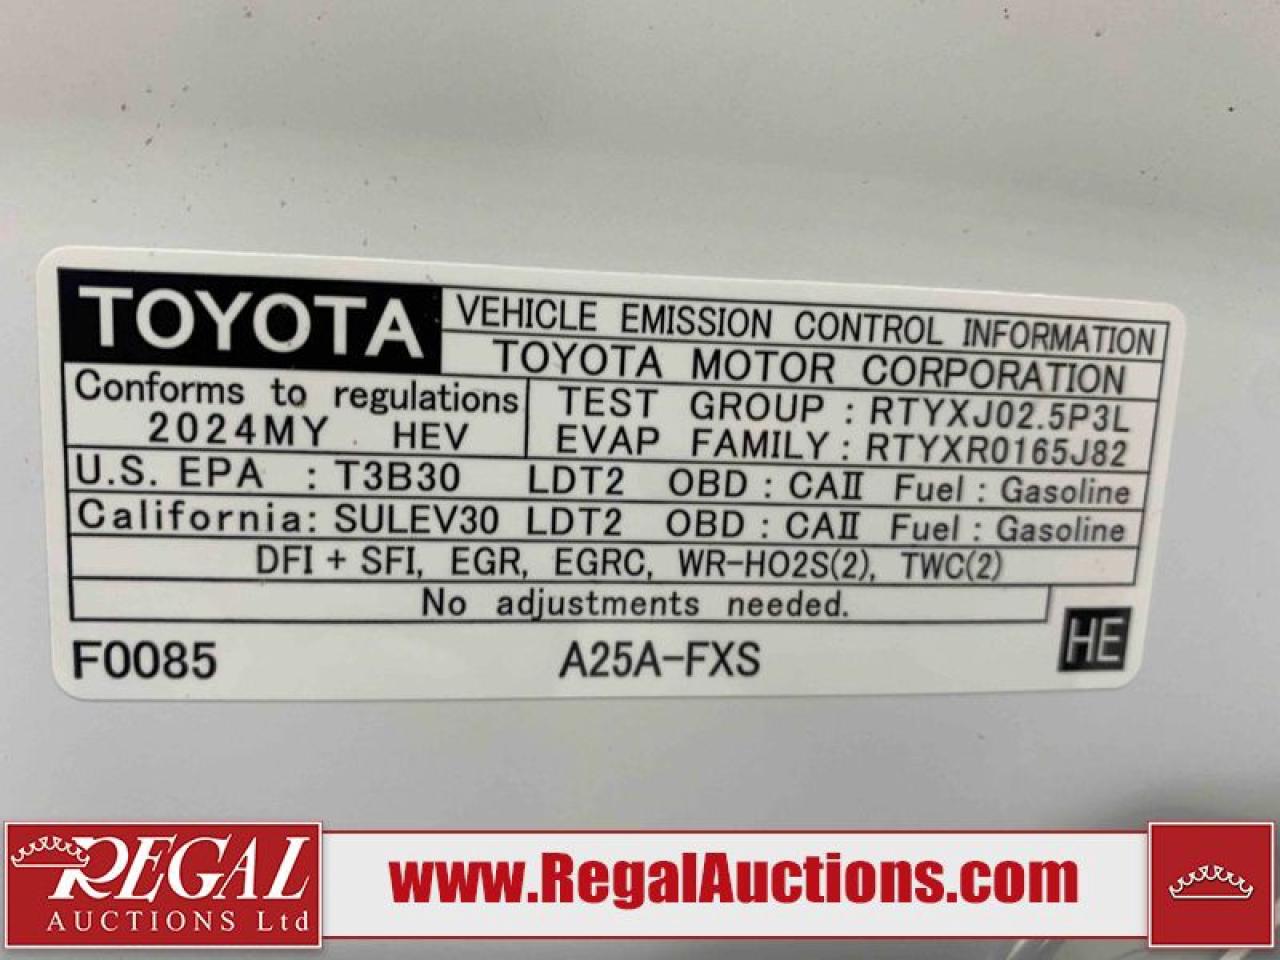 TOYOTA
VEHICLE EMISSION CONTROL INFORMATION
TOYOTA MOTOR CORPORATION
Conforms to regulations
2024MY HEV
TEST GROUP : RTYXJ02.5P3L
EVAP FAMILY : RTYXR0165J82
U.S. EPA : T3B30 LDT2 OBD : CAII Fuel : Gasoline
California: SULEV30 LDT2 OBD : CAII Fuel : Gasoline
DFI + SFI, EGR, EGRC, WR-HO2S(2), TWC(2)
No adjustments needed.
F0085 A25A-FXS HE
REGAL
AUCTIONS Ltd
www.RegalAuctions.com